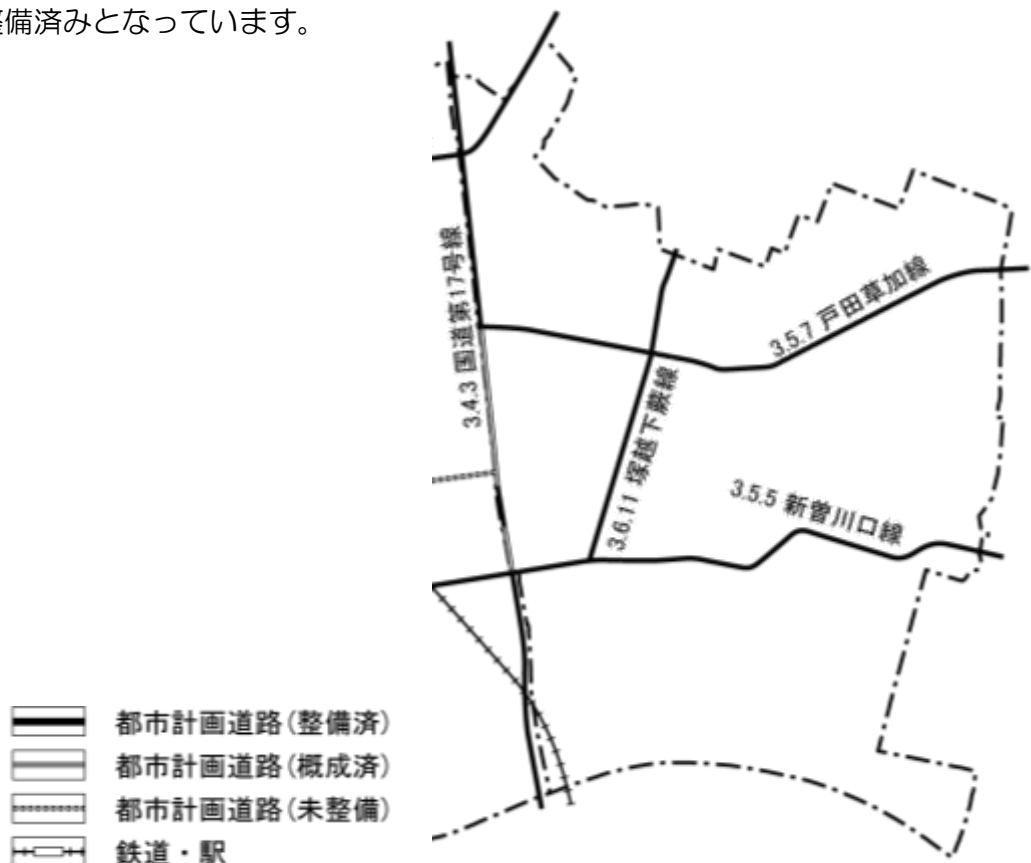 整備済みとなっています。
3.4.3 国道第17号線
3.5.7 戸田草加線
3.6.11 塚越下蕨線
3.5.5 新曽川口線
都市計画道路(整備済)
都市計画道路(概成済)
都市計画道路(未整備)
鉄道・駅